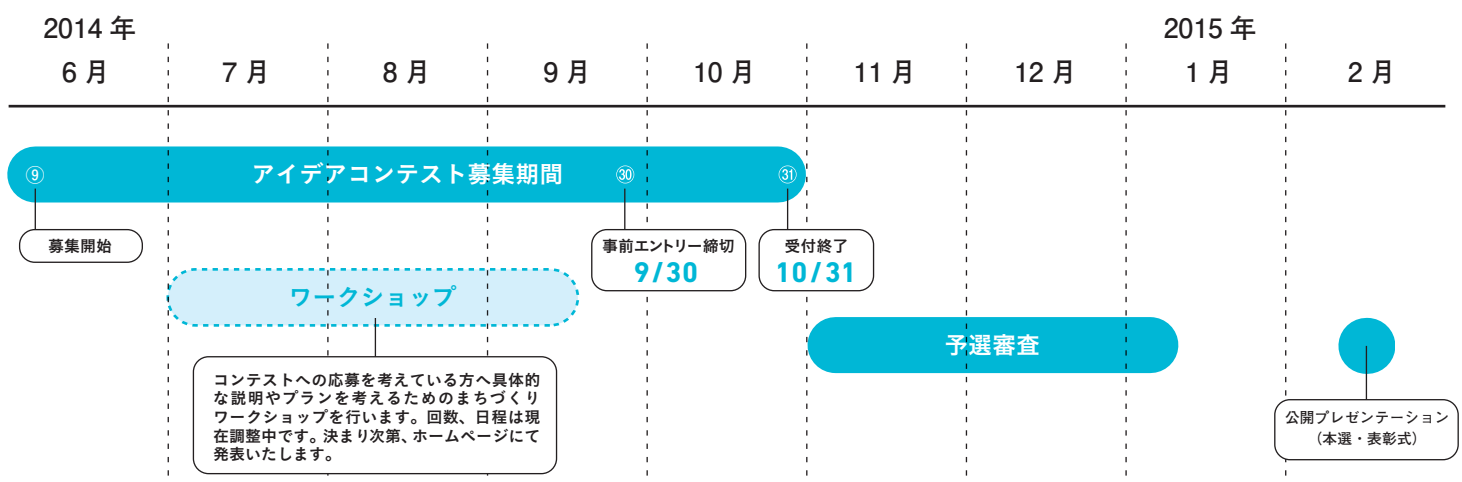 2014 年
2015 年
6 月
7 月
8 月
9 月
10 月
11 月
12 月
1 月
2 月
⑨
アイデアコンテスト募集期間
㉚
㉛
募集開始
事前エントリー締切
9/30
受付終了
10/31
ワークショップ
予選審査
コンテストへの応募を考えている方へ具体的
な説明やプランを考えるためのまちづくり
ワークショップを行います。回数、日程は現
在調整中です。決まり次第、ホームページにて
発表いたします。
公開プレゼンテーション
（本選・表彰式）